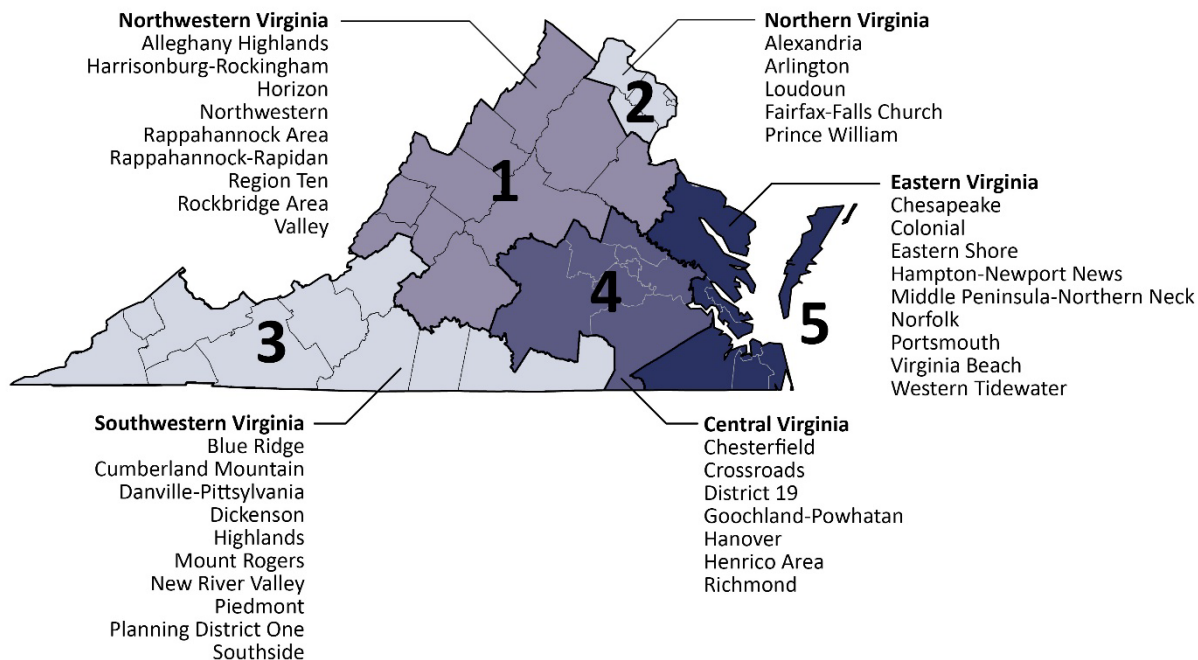 Northwestern Virginia
Alleghany Highlands
Harrisonburg-Rockingham
Horizon
Northwestern
Rappahannock Area
Rappahannock-Rapidan
Region Ten
Rockbridge Area
Valley
Northern Virginia
Alexandria
Arlington
Loudoun
Fairfax-Falls Church
Prince William
Eastern Virginia
Chesapeake
Colonial
Eastern Shore
Hampton-Newport News
Middle Peninsula-Northern Neck
Norfolk
Portsmouth
Virginia Beach
Western Tidewater
1
2
3
4
5
Southwestern Virginia
Blue Ridge
Cumberland Mountain
Danville-Pittsylvania
Dickenson
Highlands
Mount Rogers
New River Valley
Piedmont
Planning District One
Southside
Central Virginia
Chesterfield
Crossroads
District 19
Goochland-Powhatan
Hanover
Henrico Area
Richmond